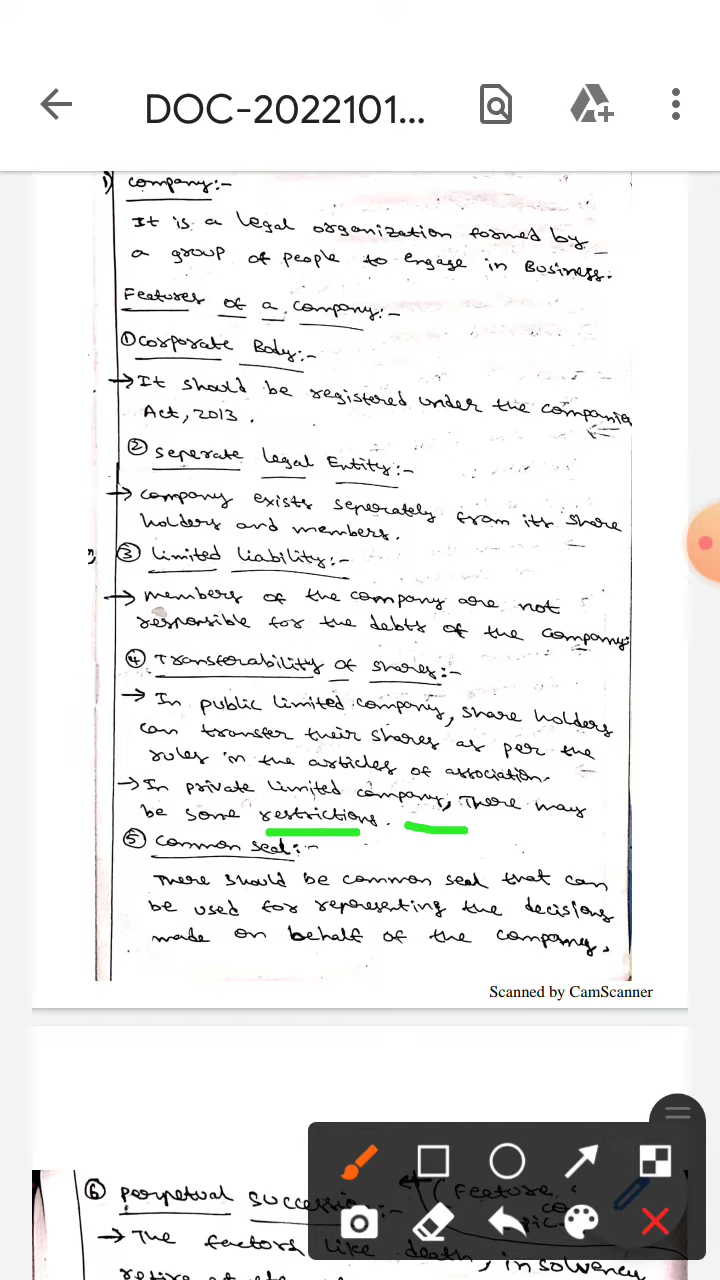 DOC-2022101...
1) Company:-
It is a legal organization formed by
a group of people to engage in Business.
Features of a company:-
① Corporate Body:-
→ It should be registered under the companies
Act, 2013.
② Seperate Legal Entity:-
→ Company exists seperately from its share
holders and members.
③ Limited Liability:-
→ members of the company are not
responsible for the debts of the company.
④ Transferability of shares:-
→ In public limited company, share holders
can transfer their shares as per the
rules in the articles of association.
→ In private limited company, There may
be some restrictions.
⑤ Common seal:-
There should be common seal that can
be used for representing the decisions
made on behalf of the company.
Scanned by CamScanner
⑥ perpetual
Feature
→ The factors like death, insolvency